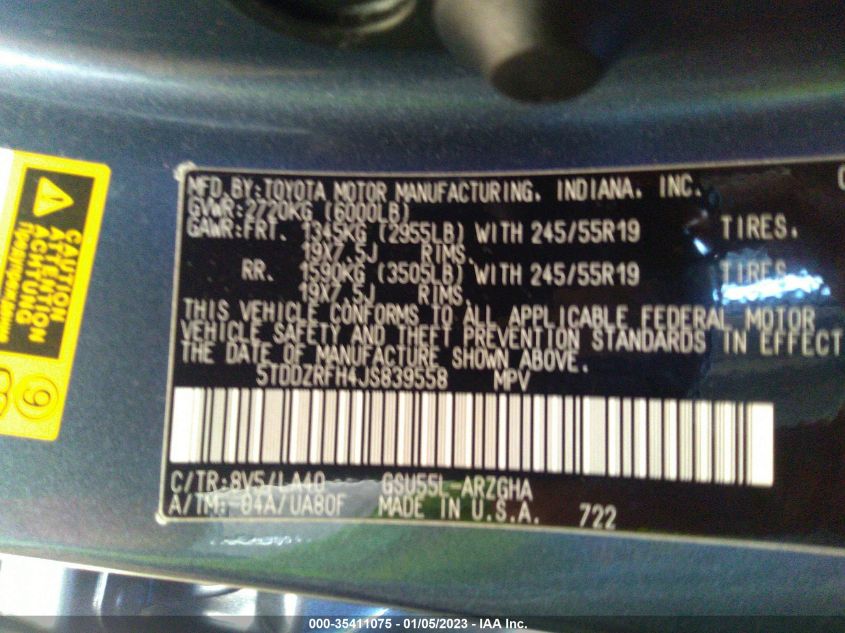 MFD.BY:TOYOTA MOTOR MANUFACTURING, INDIANA, INC.
GVWR:2720KG (6000LB)
GAWR:FRT. 1345KG (2955LB) WITH 245/55R19 TIRES.
19X7.5J RIMS.
RR. 1590KG (3505LB) WITH 245/55R19 TIRES
19X7.5J RIMS.
THIS VEHICLE CONFORMS TO ALL APPLICABLE FEDERAL MOTOR
VEHICLE SAFETY AND THEFT PREVENTION STANDARDS IN EFFECT
THE DATE OF MANUFACTURE SHOWN ABOVE.
5TDDZRFH4JS839558 MPV
C/TR:8V5/LA40 GSU55L-ARZGHA
A/TM:-04A/UA80F MADE IN U.S.A. 722
CAUTION
ATTENTION
ACHTUNG
000-35411075 - 01/05/2023 - IAA Inc.